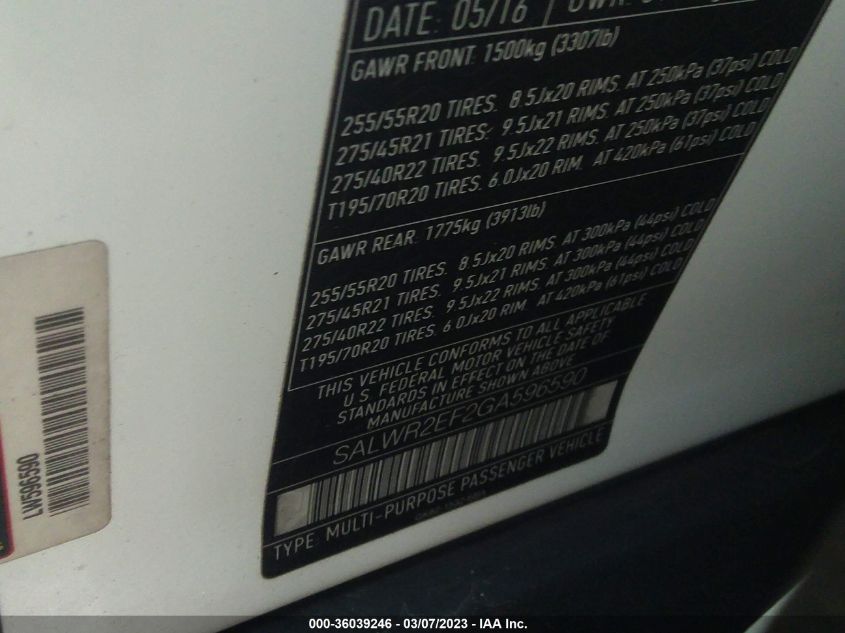 DATE: 05/16
GAWR FRONT: 1500kg (3307lb)
255/55R20 TIRES. 8.5Jx20 RIMS. AT 250kPa (37psi) COLD
275/45R21 TIRES. 9.5Jx21 RIMS. AT 250kPa (37psi) COLD
275/40R22 TIRES. 9.5Jx22 RIMS. AT 250kPa (37psi) COLD
T195/70R20 TIRES. 6.0Jx20 RIM. AT 420kPa (61psi) COLD
GAWR REAR: 1775kg (3913lb)
255/55R20 TIRES. 8.5Jx20 RIMS. AT 300kPa (44psi) COLD
275/45R21 TIRES. 9.5Jx21 RIMS. AT 300kPa (44psi) COLD
275/40R22 TIRES. 9.5Jx22 RIMS. AT 300kPa (44psi) COLD
T195/70R20 TIRES. 6.0Jx20 RIM. AT 420kPa (61psi) COLD
THIS VEHICLE CONFORMS TO ALL APPLICABLE
U.S. FEDERAL MOTOR VEHICLE SAFETY
STANDARDS IN EFFECT ON THE DATE OF
MANUFACTURE SHOWN ABOVE
SALWR2EF2GA596590
TYPE: MULTI-PURPOSE PASSENGER VEHICLE
LW596590
000-36039246 - 03/07/2023 - IAA Inc.